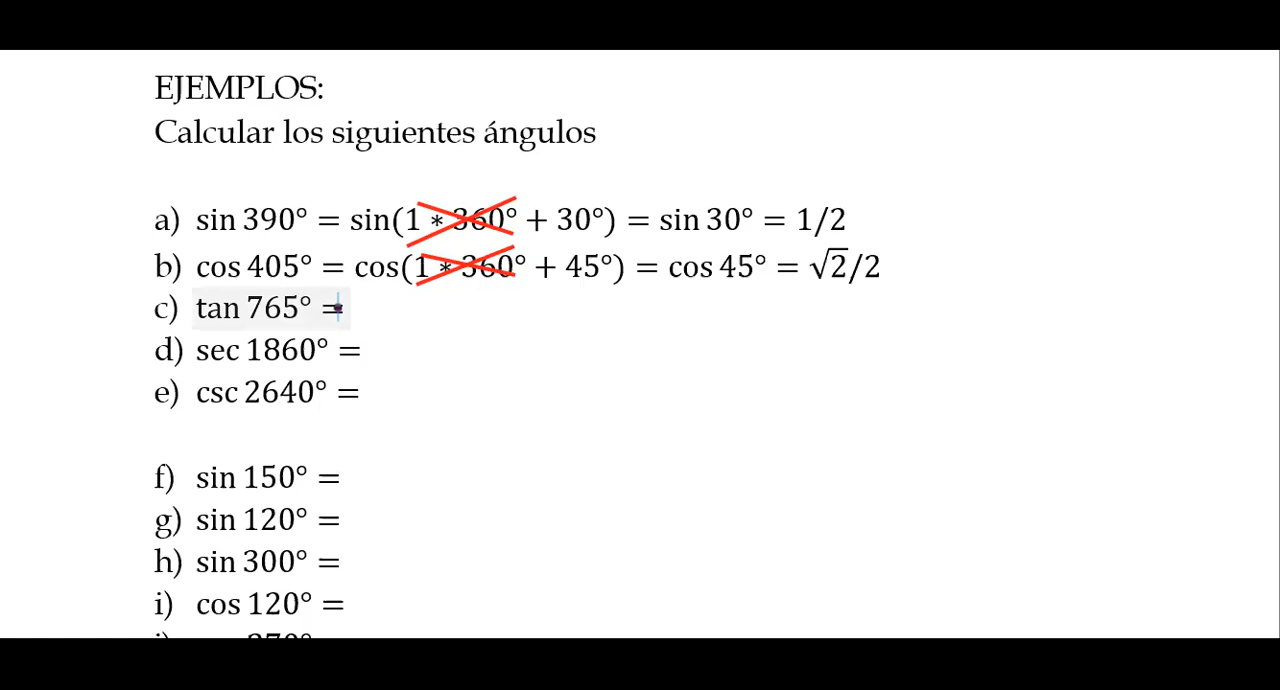 EJEMPLOS:
Calcular los siguientes ángulos
a) sin 390° = sin(1 * 360° + 30°) = sin 30° = 1/2
b) cos 405° = cos(1 * 360° + 45°) = cos 45° = √2/2
c) tan 765° =
d) sec 1860° =
e) csc 2640° =
f) sin 150° =
g) sin 120° =
h) sin 300° =
i) cos 120° =